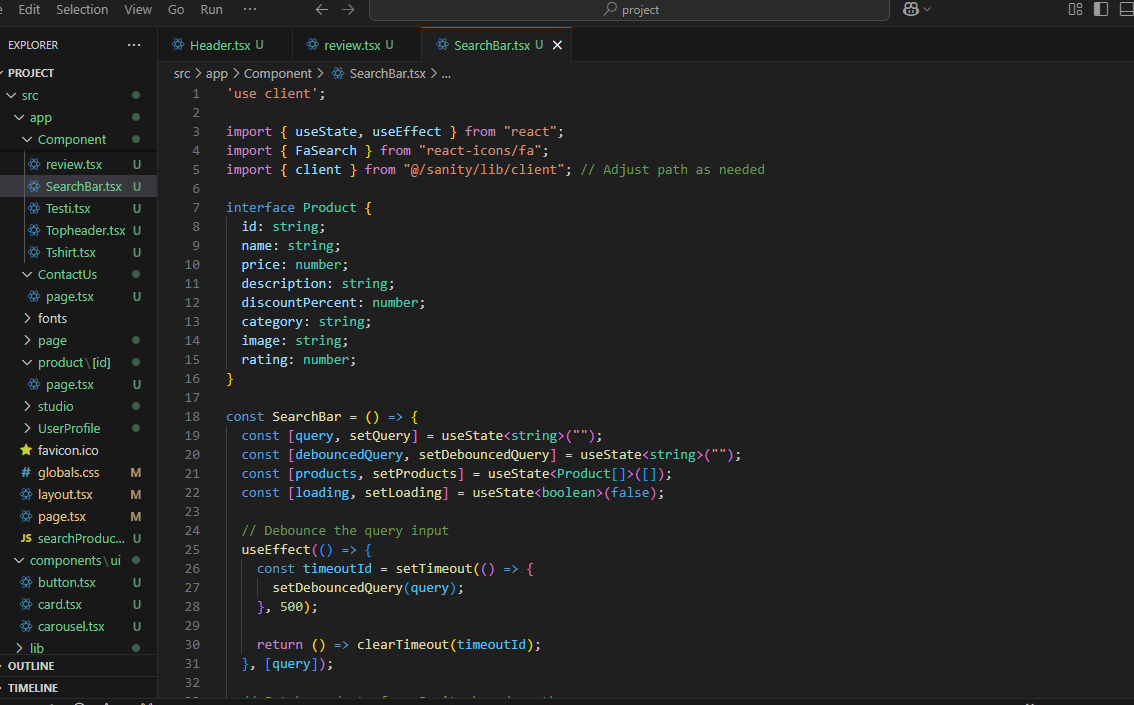 Edit Selection View Go Run ··· ← → project
EXPLORER ···
PROJECT
src
app
Component
review.tsx U
SearchBar.tsx U
Testi.tsx U
Topheader.tsx U
Tshirt.tsx U
ContactUs
page.tsx U
fonts
page
product\[id]
page.tsx U
studio
UserProfile
favicon.ico
# globals.css M
layout.tsx M
page.tsx M
JS searchProduc... U
components\ui
button.tsx U
card.tsx U
carousel.tsx U
lib
OUTLINE
TIMELINE
Header.tsx U review.tsx U SearchBar.tsx U
src > app > Component > SearchBar.tsx > ...
1 'use client';
2
3 import { useState, useEffect } from "react";
4 import { FaSearch } from "react-icons/fa";
5 import { client } from "@/sanity/lib/client"; // Adjust path as needed
6
7 interface Product {
8 id: string;
9 name: string;
10 price: number;
11 description: string;
12 discountPercent: number;
13 category: string;
14 image: string;
15 rating: number;
16 }
17
18 const SearchBar = () => {
19 const [query, setQuery] = useState<string>("");
20 const [debouncedQuery, setDebouncedQuery] = useState<string>("");
21 const [products, setProducts] = useState<Product[]>([]);
22 const [loading, setLoading] = useState<boolean>(false);
23
24 // Debounce the query input
25 useEffect(() => {
26 const timeoutId = setTimeout(() => {
27 setDebouncedQuery(query);
28 }, 500);
29
30 return () => clearTimeout(timeoutId);
31 }, [query]);
32